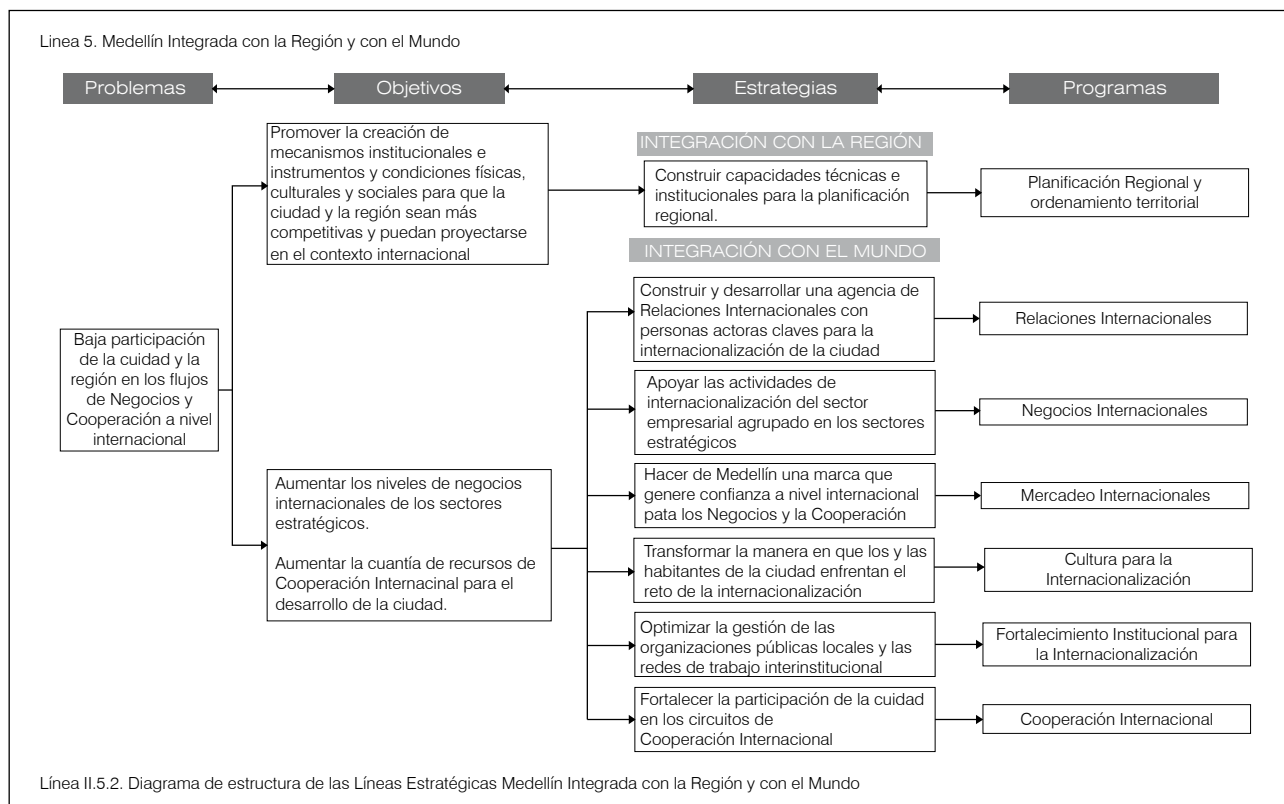 Linea 5. Medellín Integrada con la Región y con el Mundo
Problemas
Objetivos
Estrategias
Programas
Baja participación
de la cuidad y la
región en los flujos
de Negocios y
Cooperación a nivel
internacional
Promover la creación de
mecanismos institucionales e
instrumentos y condiciones físicas,
culturales y sociales para que la
ciudad y la región sean más
competitivas y puedan proyectarse
en el contexto internacional
Aumentar los niveles de negocios
internacionales de los sectores
estratégicos.
Aumentar la cuantía de recursos de
Cooperación Internacinal para el
desarrollo de la ciudad.
INTEGRACIÓN CON LA REGIÓN
Construir capacidades técnicas e
institucionales para la planificación
regional.
Planificación Regional y
ordenamiento territorial
INTEGRACIÓN CON EL MUNDO
Construir y desarrollar una agencia de
Relaciones Internacionales con
personas actoras claves para la
internacionalización de la ciudad
Relaciones Internacionales
Apoyar las actividades de
internacionalización del sector
empresarial agrupado en los sectores
estratégicos
Negocios Internacionales
Hacer de Medellín una marca que
genere confianza a nivel internacional
pata los Negocios y la Cooperación
Mercadeo Internacionales
Transformar la manera en que los y las
habitantes de la ciudad enfrentan el
reto de la internacionalización
Cultura para la
Internacionalización
Optimizar la gestión de las
organizaciones públicas locales y las
redes de trabajo interinstitucional
Fortalecimiento Institucional para
la Internacionalización
Fortalecer la participación de la cuidad
en los circuitos de
Cooperación Internacional
Cooperación Internacional
Línea II.5.2. Diagrama de estructura de las Líneas Estratégicas Medellín Integrada con la Región y con el Mundo